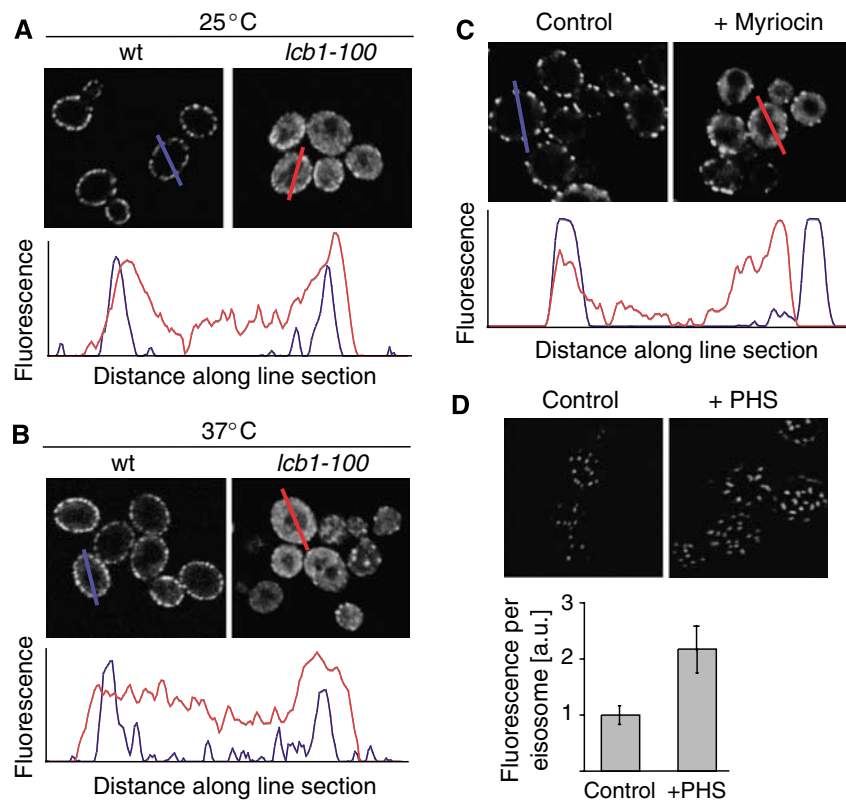 A
25°C
wt
lcb1-100
Fluorescence
Distance along line section
B
37°C
wt
lcb1-100
Fluorescence
Distance along line section
C
Control
+ Myriocin
Fluorescence
Distance along line section
D
Control
+ PHS
Fluorescence per
eisosome [a.u.]
3
2
1
Control
+PHS